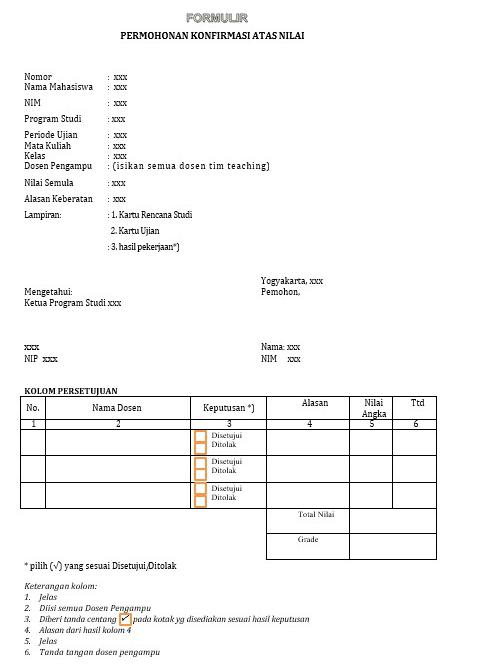 FORMULIR
PERMOHONAN KONFIRMASI ATAS NILAI
Nomor : xxx
Nama Mahasiswa : xxx
NIM : xxx
Program Studi : xxx
Periode Ujian : xxx
Mata Kuliah : xxx
Kelas : xxx
Dosen Pengampu : (isikan semua dosen tim teaching)
Nilai Semula : xxx
Alasan Keberatan : xxx
Lampiran: : 1. Kartu Rencana Studi
2. Kartu Ujian
: 3. hasil pekerjaan*)
Yogyakarta, xxx
Mengetahui: Pemohon,
Ketua Program Studi xxx
xxx Nama: xxx
NIP xxx NIM xxx
KOLOM PERSETUJUAN
No. Nama Dosen Keputusan *) Alasan Nilai Angka Ttd
1 2 3 4 5 6
Disetujui
Ditolak
Disetujui
Ditolak
Disetujui
Ditolak
Total Nilai
Grade
* pilih (√) yang sesuai Disetujui/Ditolak
Keterangan kolom:
1. Jelas
2. Diisi semua Dosen Pengampu
3. Diberi tanda centang ✓ pada kotak yg disediakan sesuai hasil keputusan
4. Alasan dari hasil kolom 4
5. Jelas
6. Tanda tangan dosen pengampu